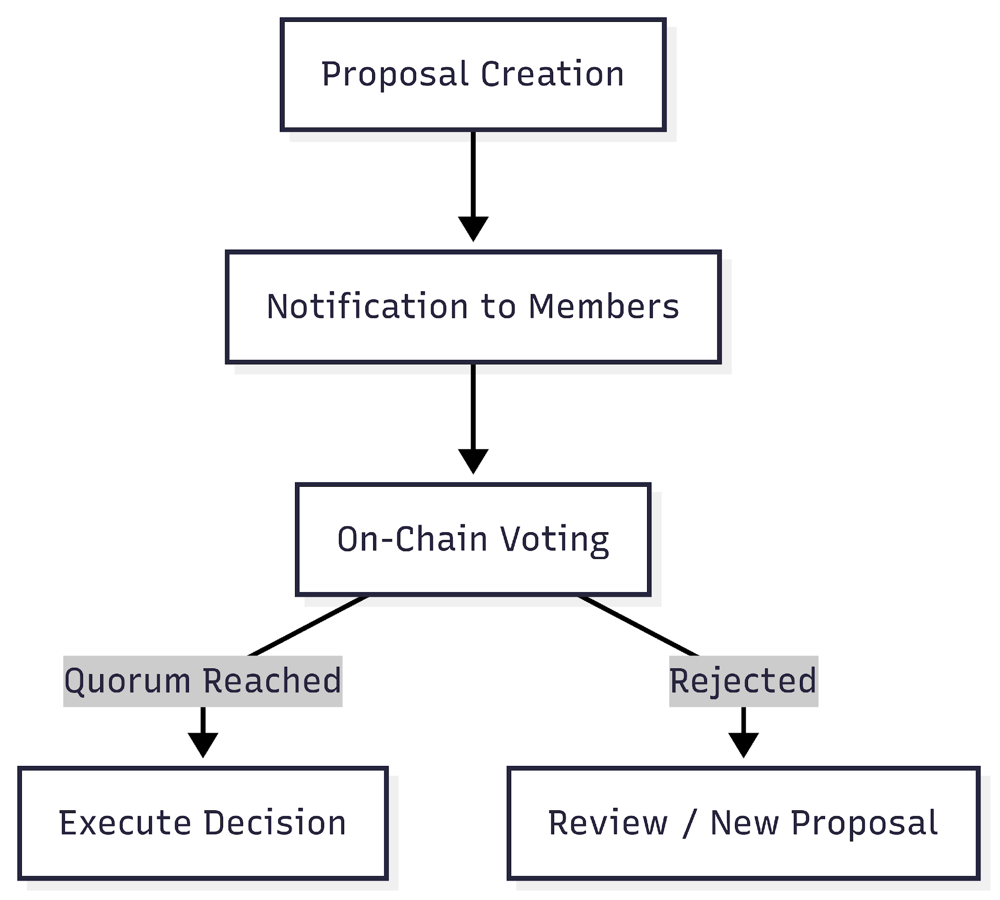 Proposal Creation
Notification to Members
On-Chain Voting
Quorum Reached
Rejected
Execute Decision
Review / New Proposal